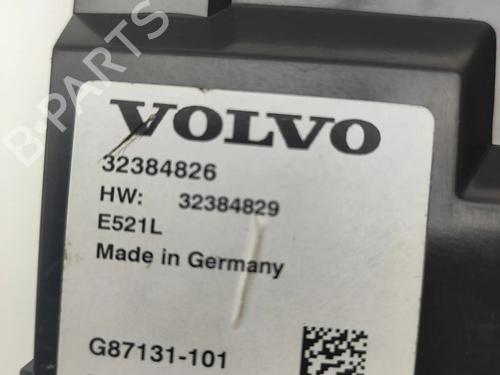 B-PARTS
VOLVO
32384826
HW: 32384829
E521L
Made in Germany
G87131-101